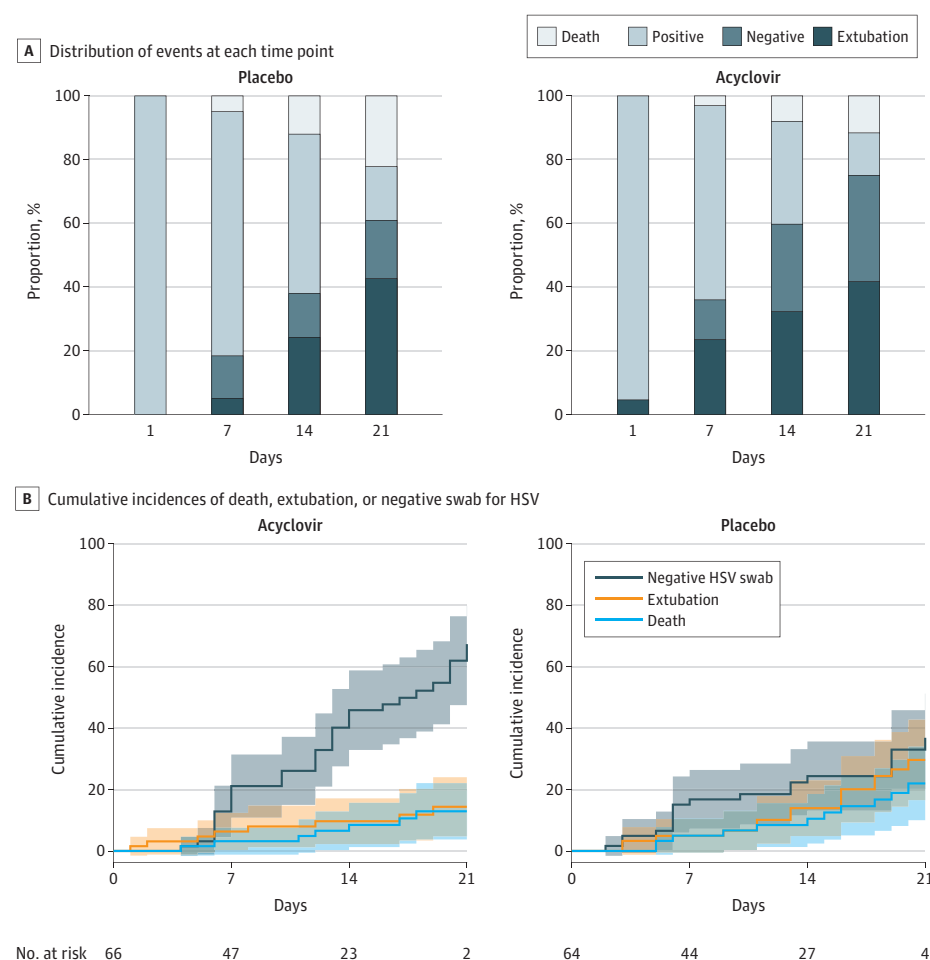 Death Positive Negative Extubation
A Distribution of events at each time point
Placebo
100
80
60
40
20
0
Proportion, %
1 7 14 21
Days
Acyclovir
100
80
60
40
20
0
Proportion, %
1 7 14 21
Days
B Cumulative incidences of death, extubation, or negative swab for HSV
Acyclovir
100
80
60
40
20
0
Cumulative incidence
0 7 14 21
Days
Placebo
100
80
60
40
20
0
Cumulative incidence
Negative HSV swab
Extubation
Death
0 7 14 21
Days
No. at risk 66 47 23 2 64 44 27 4